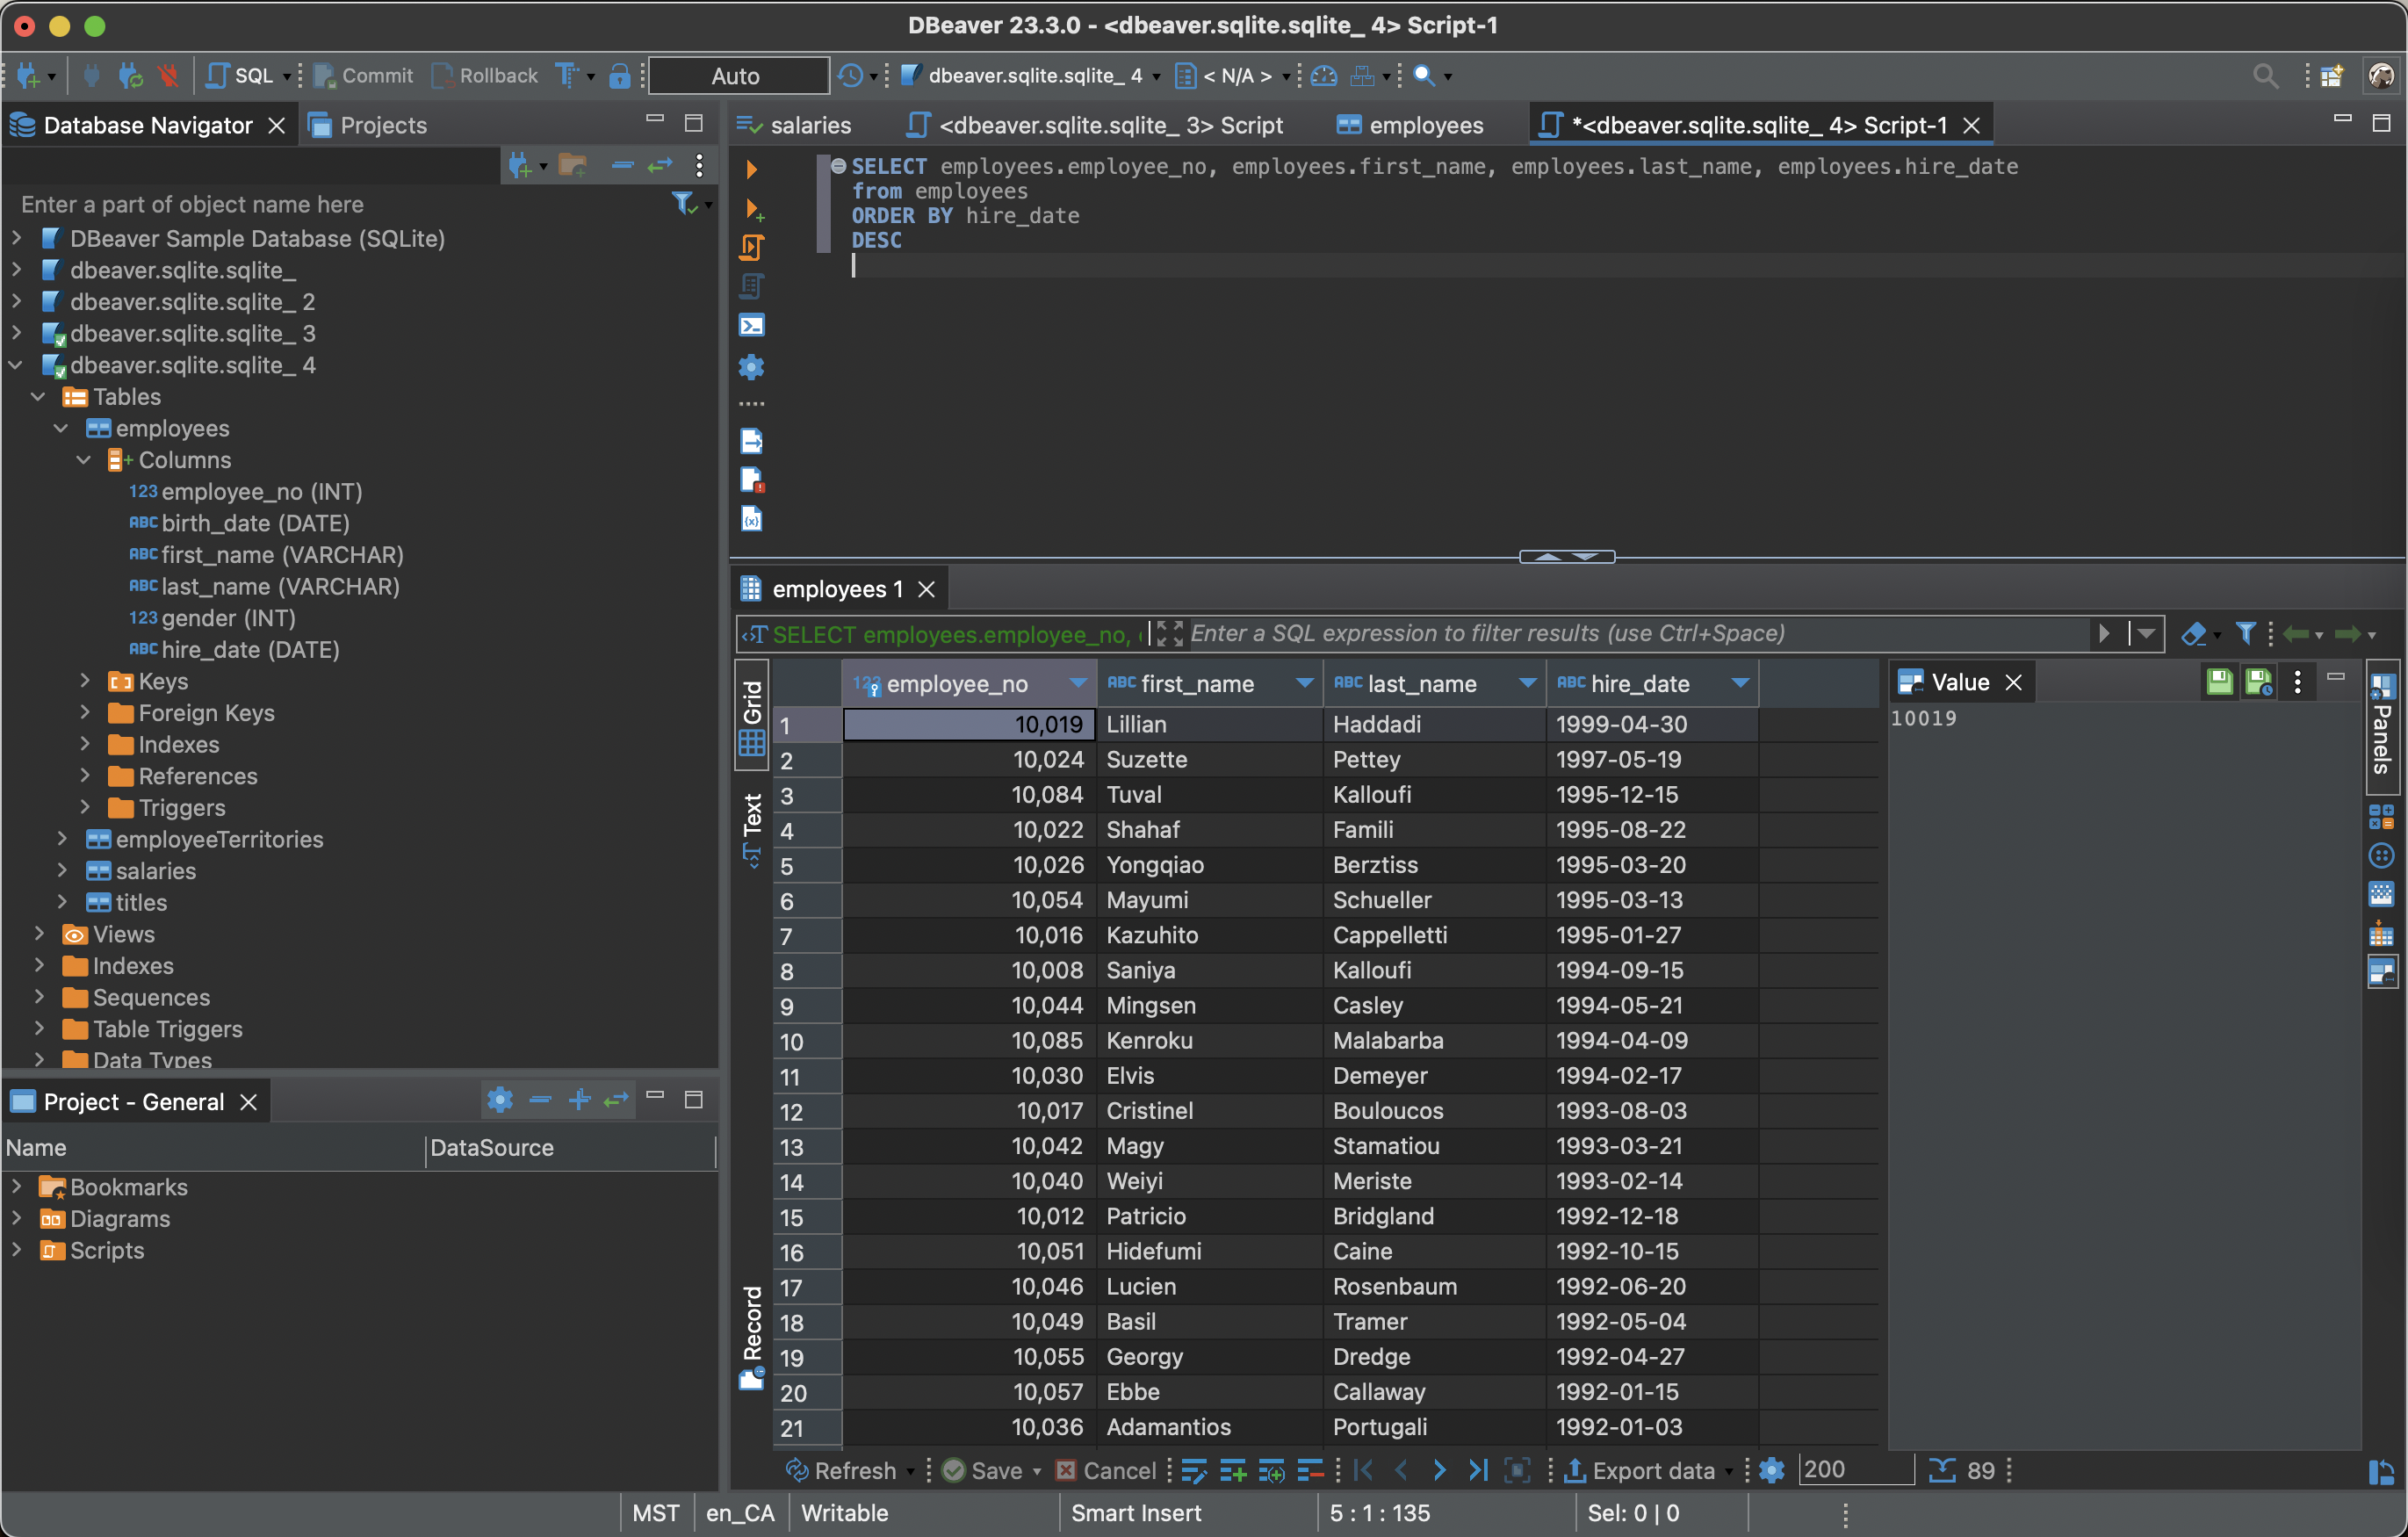 DBeaver 23.3.0 - <dbeaver.sqlite.sqlite_ 4> Script-1
SQL Commit Rollback Auto dbeaver.sqlite.sqlite_ 4 < N/A >
Database Navigator Projects
Enter a part of object name here
DBeaver Sample Database (SQLite)
dbeaver.sqlite.sqlite_
dbeaver.sqlite.sqlite_ 2
dbeaver.sqlite.sqlite_ 3
dbeaver.sqlite.sqlite_ 4
Tables
employees
Columns
123 employee_no (INT)
ABC birth_date (DATE)
ABC first_name (VARCHAR)
ABC last_name (VARCHAR)
123 gender (INT)
ABC hire_date (DATE)
Keys
Foreign Keys
Indexes
References
Triggers
employeeTerritories
salaries
titles
Views
Indexes
Sequences
Table Triggers
Data Types
Project - General
Name DataSource
Bookmarks
Diagrams
Scripts
salaries <dbeaver.sqlite.sqlite_ 3> Script employees *<dbeaver.sqlite.sqlite_ 4> Script-1
SELECT employees.employee_no, employees.first_name, employees.last_name, employees.hire_date
from employees
ORDER BY hire_date
DESC
employees 1
SELECT employees.employee_no, Enter a SQL expression to filter results (use Ctrl+Space)
Grid
Text
Record
123 employee_no ABC first_name ABC last_name ABC hire_date
1 10,019 Lillian Haddadi 1999-04-30
2 10,024 Suzette Pettey 1997-05-19
3 10,084 Tuval Kalloufi 1995-12-15
4 10,022 Shahaf Famili 1995-08-22
5 10,026 Yongqiao Berztiss 1995-03-20
6 10,054 Mayumi Schueller 1995-03-13
7 10,016 Kazuhito Cappelletti 1995-01-27
8 10,008 Saniya Kalloufi 1994-09-15
9 10,044 Mingsen Casley 1994-05-21
10 10,085 Kenroku Malabarba 1994-04-09
11 10,030 Elvis Demeyer 1994-02-17
12 10,017 Cristinel Bouloucos 1993-08-03
13 10,042 Magy Stamatiou 1993-03-21
14 10,040 Weiyi Meriste 1993-02-14
15 10,012 Patricio Bridgland 1992-12-18
16 10,051 Hidefumi Caine 1992-10-15
17 10,046 Lucien Rosenbaum 1992-06-20
18 10,049 Basil Tramer 1992-05-04
19 10,055 Georgy Dredge 1992-04-27
20 10,057 Ebbe Callaway 1992-01-15
21 10,036 Adamantios Portugali 1992-01-03
Value
10019
Panels
Refresh Save Cancel Export data 200 89
MST en_CA Writable Smart Insert 5 : 1 : 135 Sel: 0 | 0